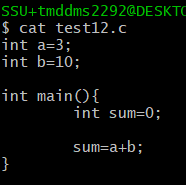 SSU+tmddms2292@DESKTO
$ cat test12.c
int a=3;
int b=10;

int main(){
        int sum=0;

        sum=a+b;
}